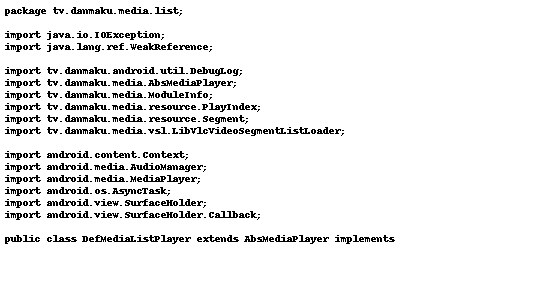 package tv.danmaku.media.list;

import java.io.IOException;
import java.lang.ref.WeakReference;

import tv.danmaku.android.util.DebugLog;
import tv.danmaku.media.AbsMediaPlayer;
import tv.danmaku.media.ModuleInfo;
import tv.danmaku.media.resource.PlayIndex;
import tv.danmaku.media.resource.Segment;
import tv.danmaku.media.vsl.LibVlcVideoSegmentListLoader;

import android.content.Context;
import android.media.AudioManager;
import android.media.MediaPlayer;
import android.os.AsyncTask;
import android.view.SurfaceHolder;
import android.view.SurfaceHolder.Callback;

public class DefMediaListPlayer extends AbsMediaPlayer implements